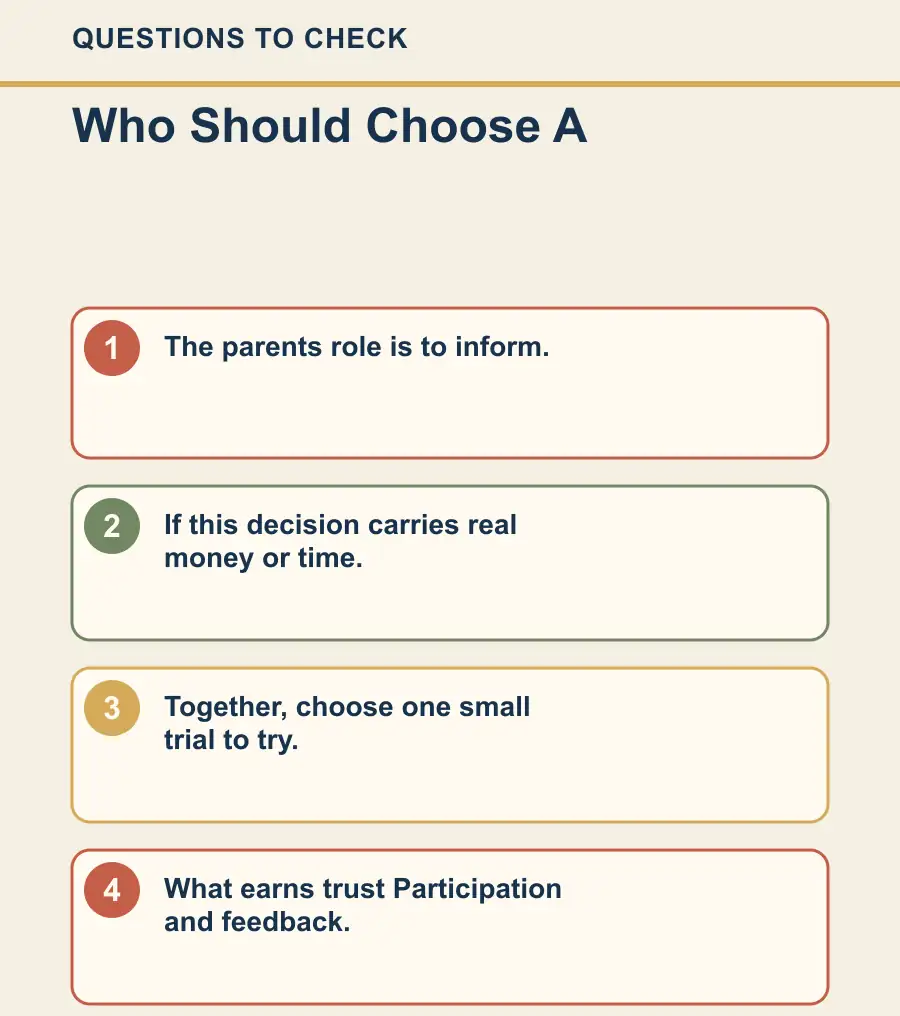 QUESTIONS TO CHECK
Who Should Choose A
1
The parents role is to inform.
2
If this decision carries real
money or time.
3
Together, choose one small
trial to try.
4
What earns trust Participation
and feedback.